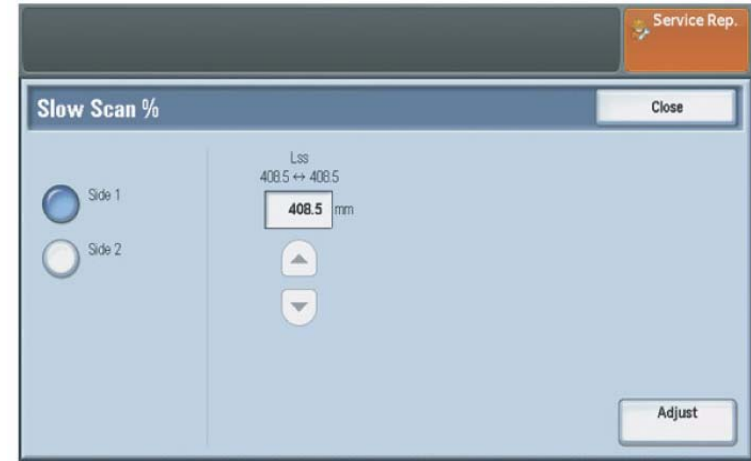 Service Rep.
Slow Scan %
Close
Lss
408.5 ↔ 408.5
408.5 mm
Side 1
Side 2
Adjust